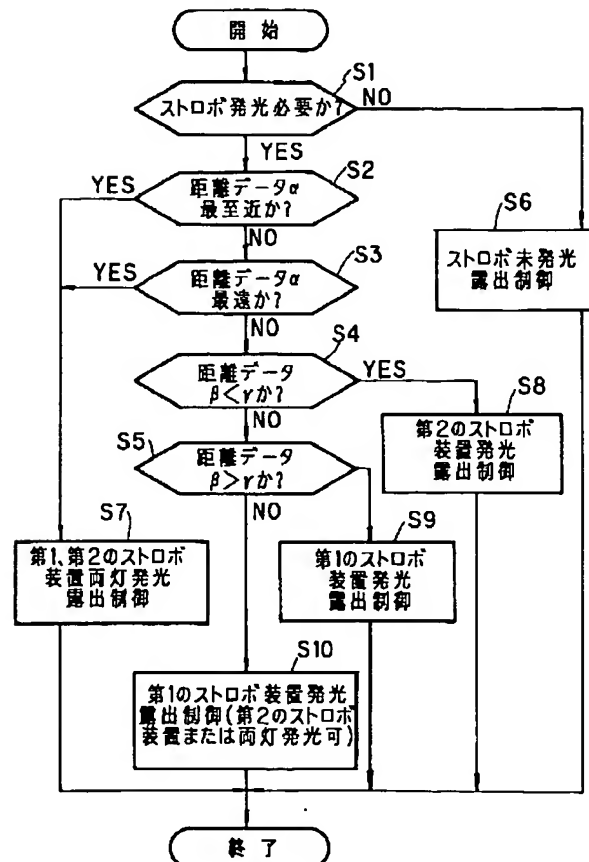 開始
S1
ストロボ発光必要か?
NO
YES
S2
YES
距離データα
最至近か?
NO
S6
ストロボ未発光
露出制御
S3
YES
距離データα
最遠か?
NO
S4
距離データ
β<γか?
YES
NO
S8
第2のストロボ
装置発光
露出制御
S5
距離データ
β>γか?
NO
S7
第1、第2のストロボ
装置両灯発光
露出制御
S9
第1のストロボ
装置発光
露出制御
S10
第1のストロボ装置発光
露出制御(第2のストロボ
装置または両灯発光可)
終了